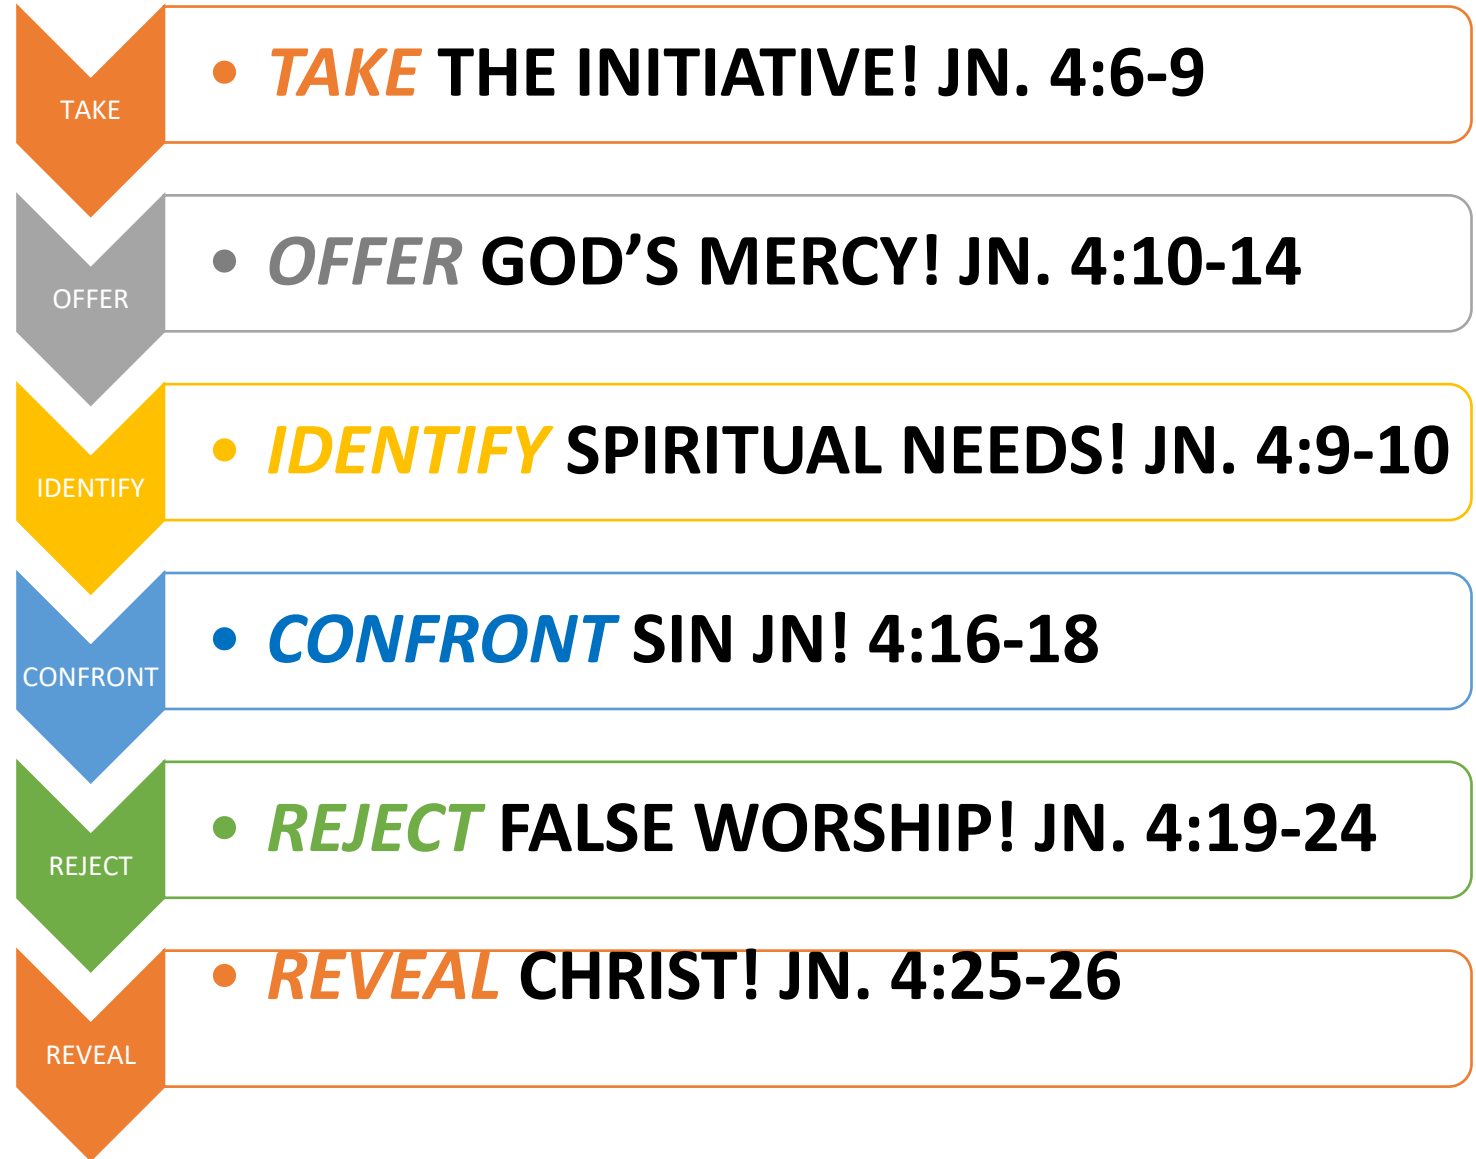 TAKE
• TAKE THE INITIATIVE! JN. 4:6-9
OFFER
• OFFER GOD’S MERCY! JN. 4:10-14
IDENTIFY
• IDENTIFY SPIRITUAL NEEDS! JN. 4:9-10
CONFRONT
• CONFRONT SIN JN! 4:16-18
REJECT
• REJECT FALSE WORSHIP! JN. 4:19-24
REVEAL
• REVEAL CHRIST! JN. 4:25-26